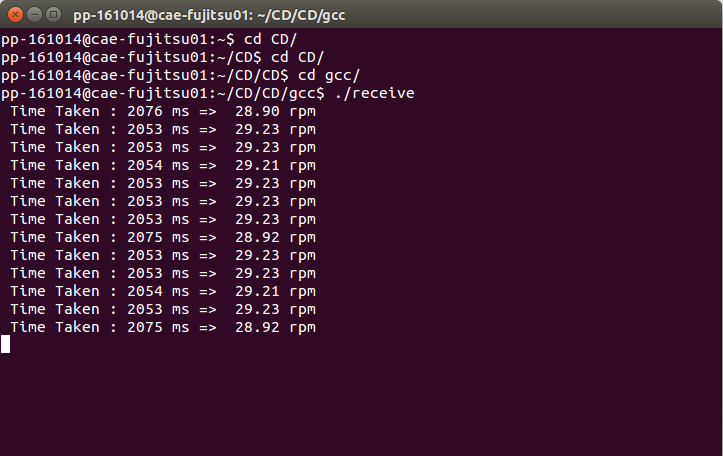 pp-161014@cae-fujitsu01: ~/CD/CD/gcc
pp-161014@cae-fujitsu01:~$ cd CD/
pp-161014@cae-fujitsu01:~/CD$ cd CD/
pp-161014@cae-fujitsu01:~/CD/CD$ cd gcc/
pp-161014@cae-fujitsu01:~/CD/CD/gcc$ ./receive
Time Taken : 2076 ms =>  28.90 rpm
Time Taken : 2053 ms =>  29.23 rpm
Time Taken : 2053 ms =>  29.23 rpm
Time Taken : 2054 ms =>  29.21 rpm
Time Taken : 2053 ms =>  29.23 rpm
Time Taken : 2053 ms =>  29.23 rpm
Time Taken : 2053 ms =>  29.23 rpm
Time Taken : 2075 ms =>  28.92 rpm
Time Taken : 2053 ms =>  29.23 rpm
Time Taken : 2053 ms =>  29.23 rpm
Time Taken : 2054 ms =>  29.21 rpm
Time Taken : 2053 ms =>  29.23 rpm
Time Taken : 2075 ms =>  28.92 rpm